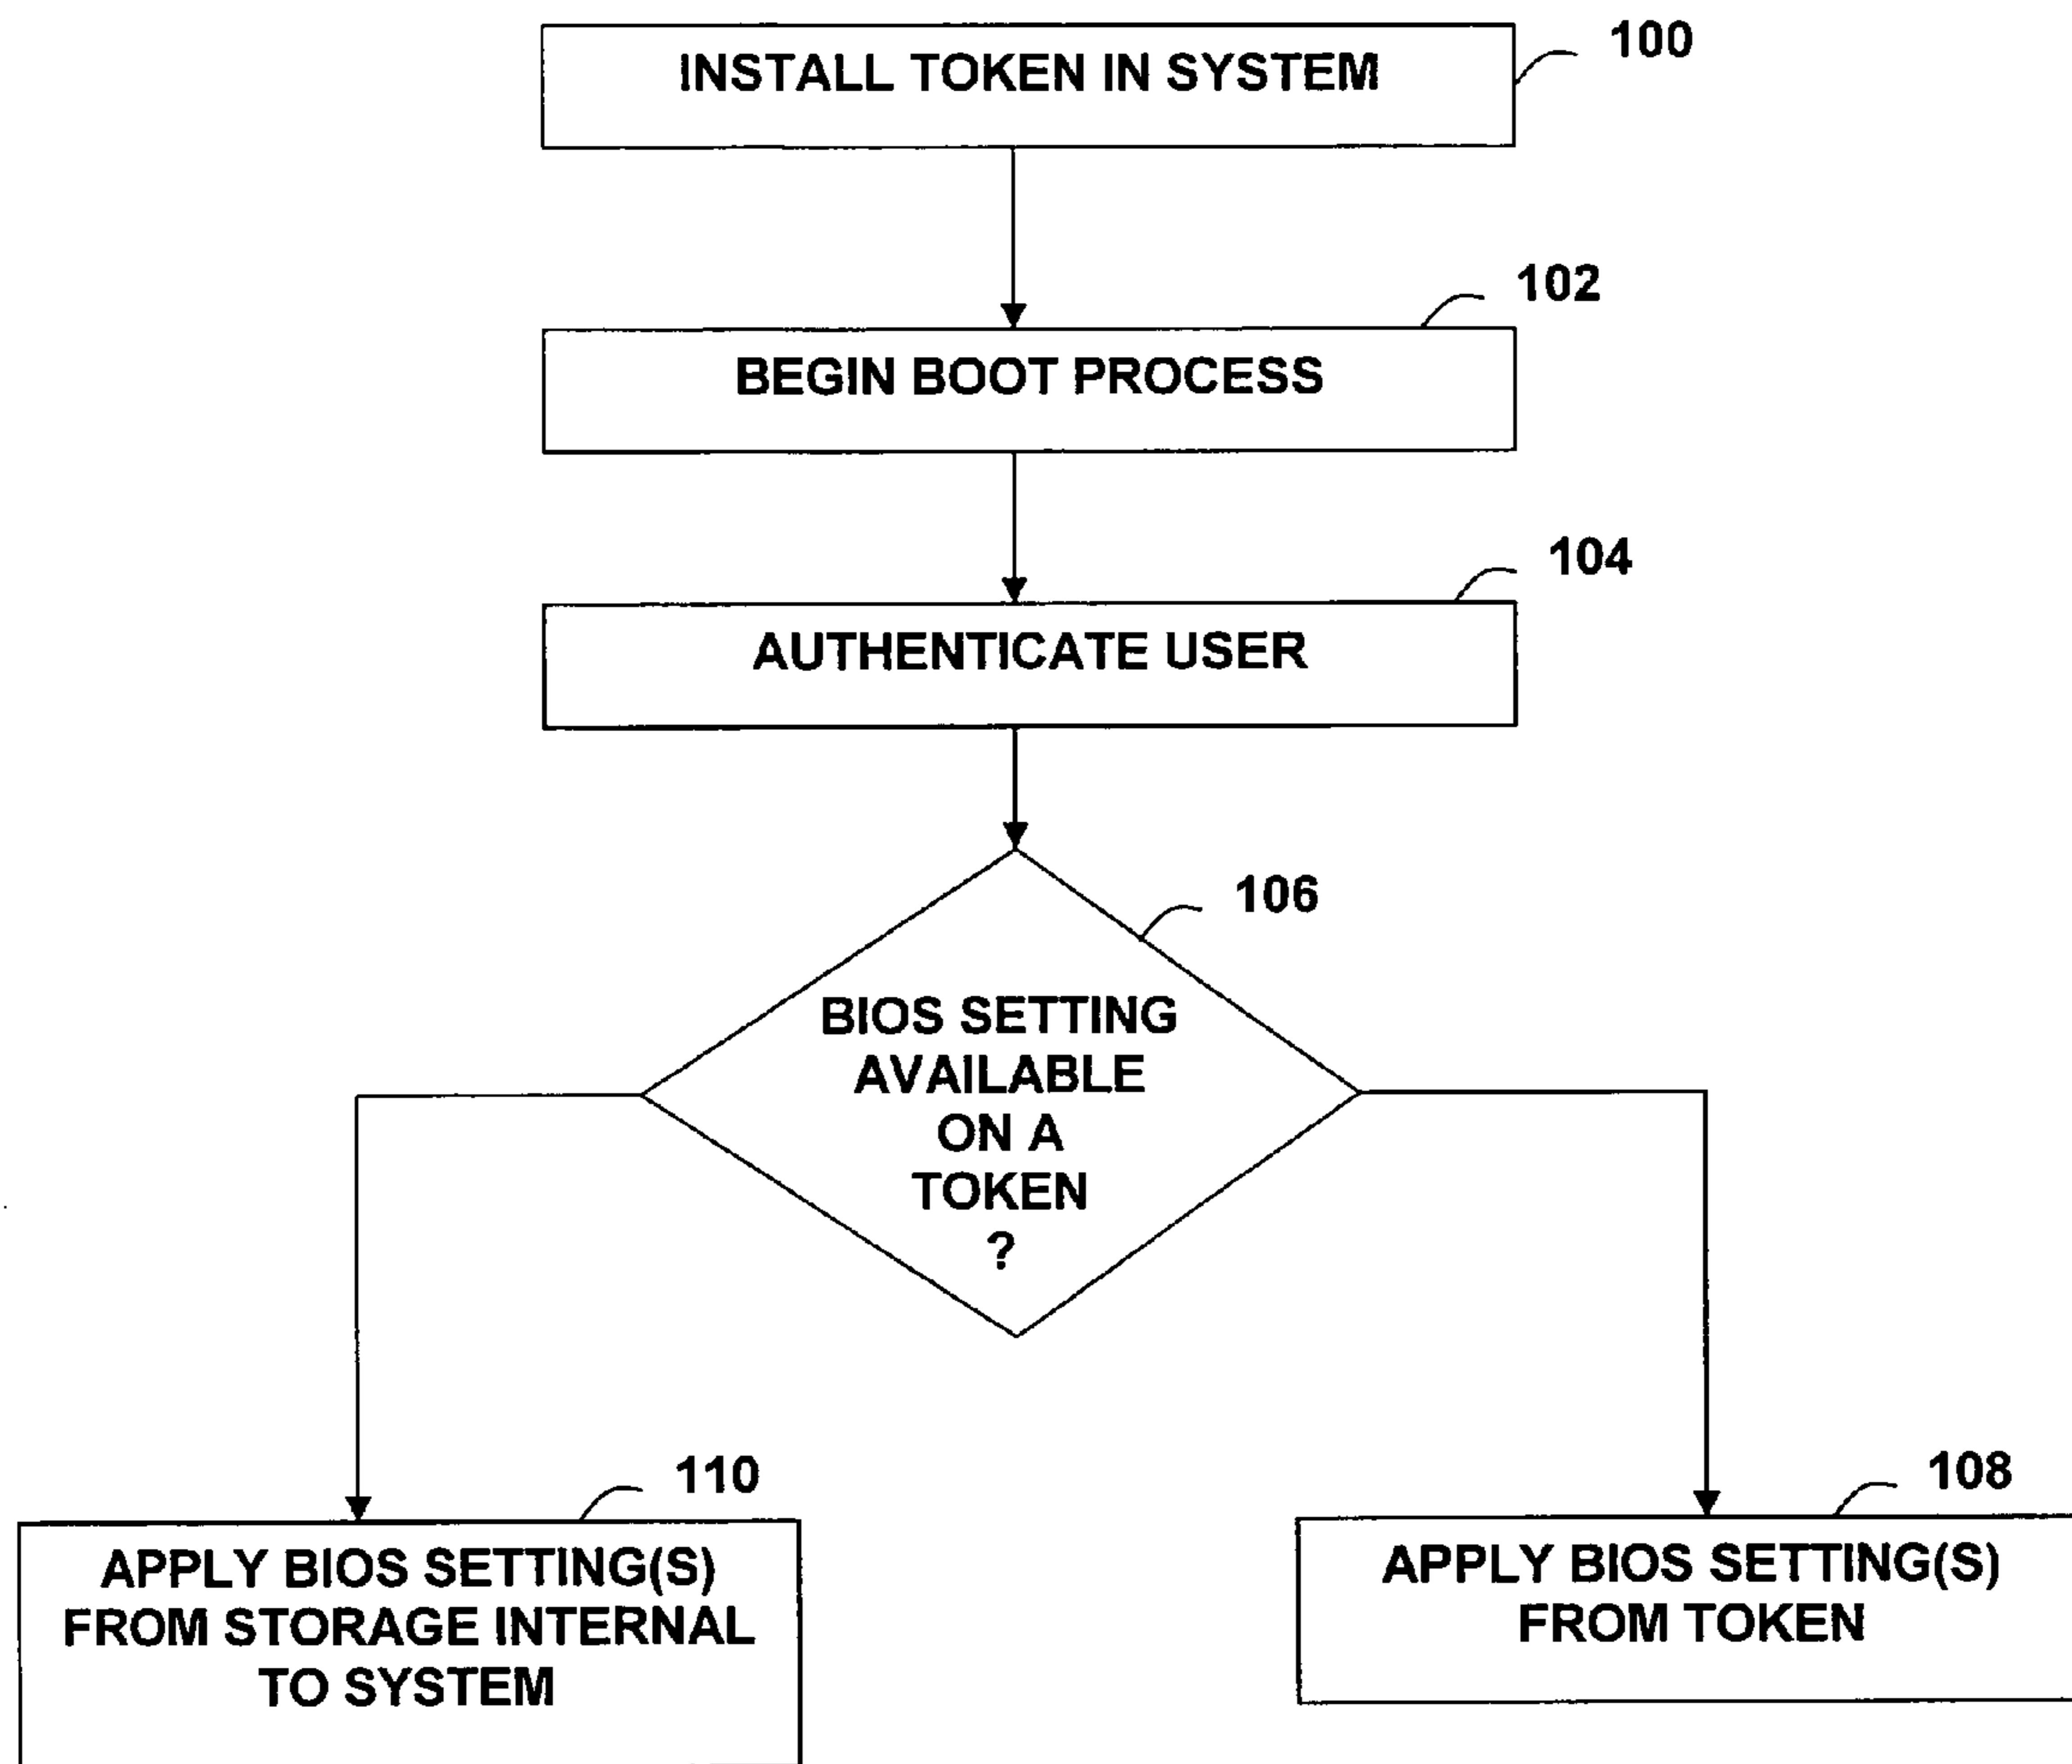 INSTALL TOKEN IN SYSTEM
100
BEGIN BOOT PROCESS
102
AUTHENTICATE USER
104
BIOS SETTING
AVAILABLE
ON A
TOKEN
?
106
110
APPLY BIOS SETTING(S)
FROM STORAGE INTERNAL
TO SYSTEM
108
APPLY BIOS SETTING(S)
FROM TOKEN